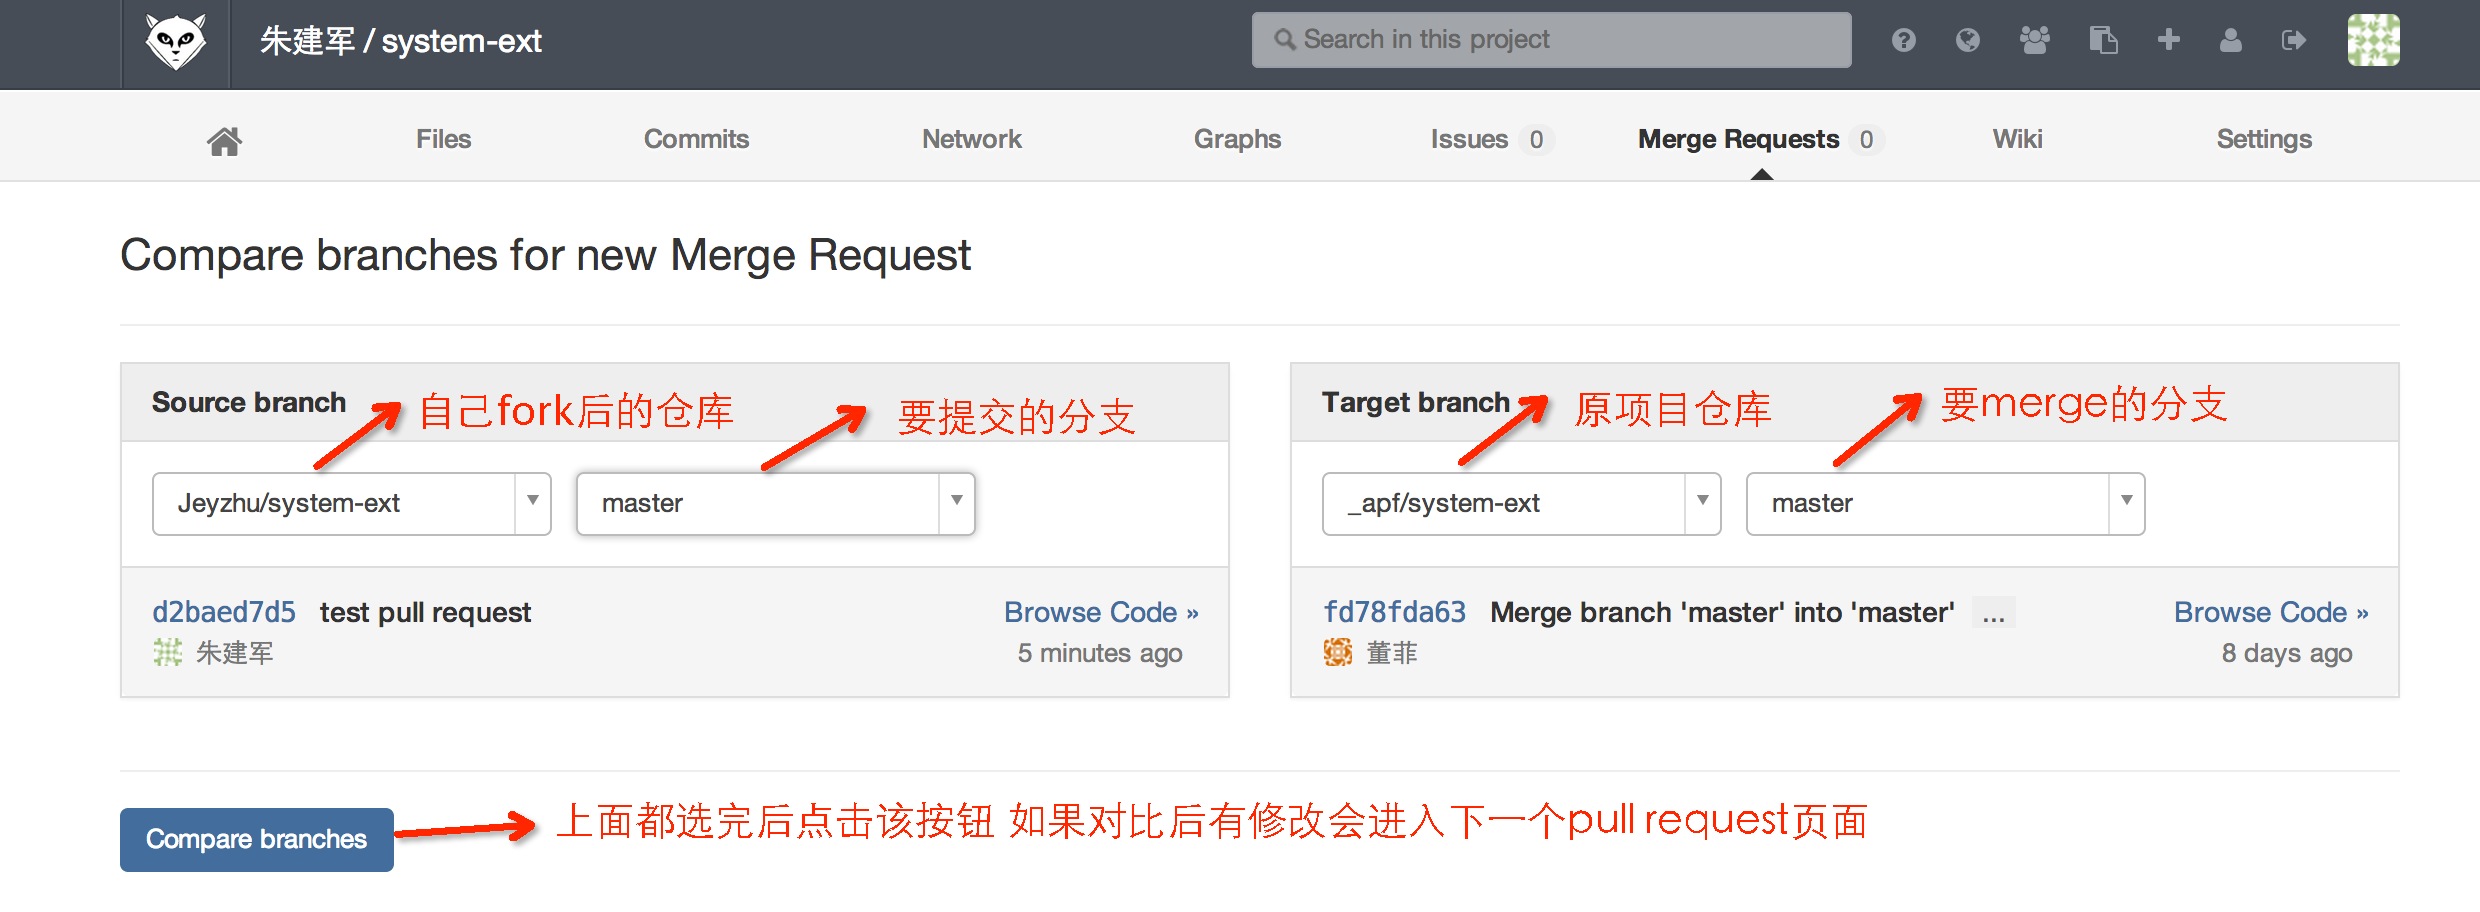 朱建军 / system-ext
Search in this project
Files Commits Network Graphs Issues 0 Merge Requests 0 Wiki Settings
Compare branches for new Merge Request
Source branch
自己fork后的仓库
要提交的分支
Jeyzhu/system-ext
master
d2baed7d5 test pull request
Browse Code »
朱建军
5 minutes ago
Target branch
原项目仓库
要merge的分支
_apf/system-ext
master
fd78fda63 Merge branch 'master' into 'master' ...
Browse Code »
董菲
8 days ago
Compare branches
上面都选完后点击该按钮 如果对比后有修改会进入下一个pull request页面